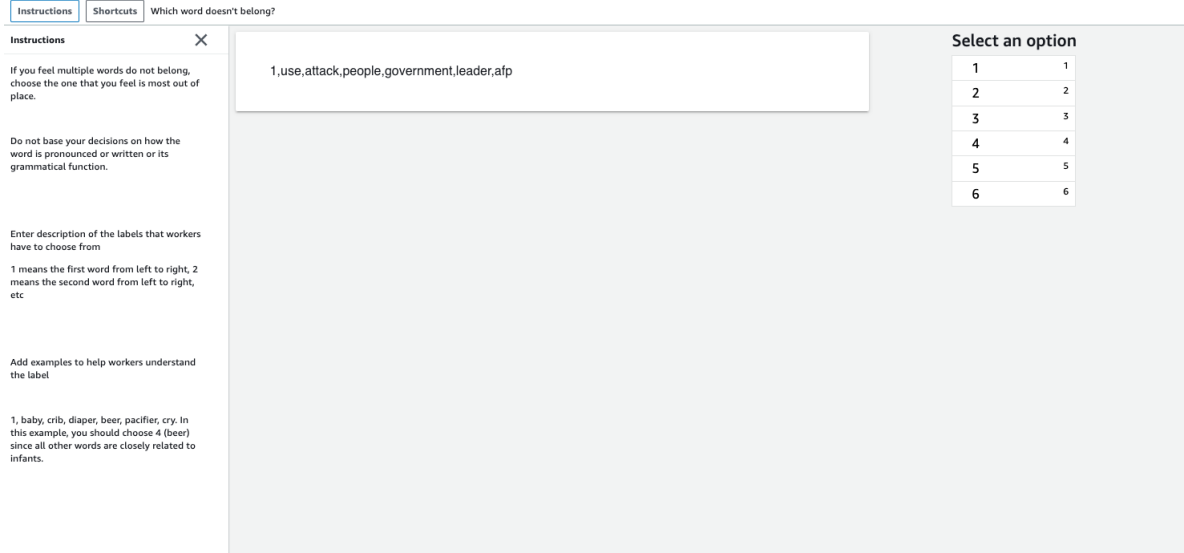 Instructions Shortcuts Which word doesn't belong?
Instructions ✕
If you feel multiple words do not belong,
choose the one that you feel is most out of
place.
Do not base your decisions on how the
word is pronounced or written or its
grammatical function.
Enter description of the labels that workers
have to choose from
1 means the first word from left to right, 2
means the second word from left to right,
etc
Add examples to help workers understand
the label
1, baby, crib, diaper, beer, pacifier, cry. In
this example, you should choose 4 (beer)
since all other words are closely related to
infants.
1,use,attack,people,government,leader,afp
Select an option
1 1
2 2
3 3
4 4
5 5
6 6